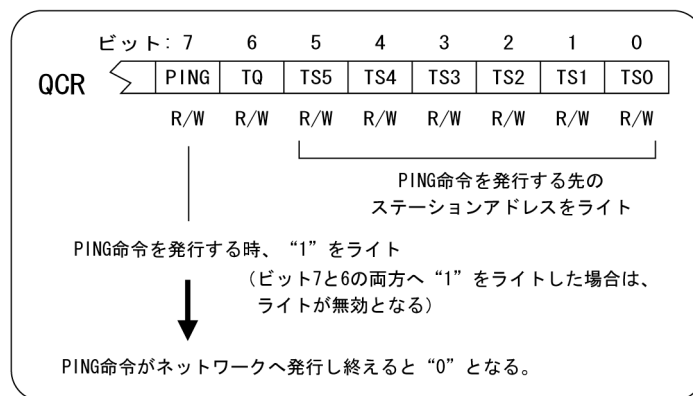 ビット: 7 6 5 4 3 2 1 0
QCR PING TQ TS5 TS4 TS3 TS2 TS1 TS0
R/W R/W R/W R/W R/W R/W R/W R/W
PING命令を発行する先の
ステーションアドレスをライト
PING命令を発行する時、“1”をライト
（ビット7と6の両方へ“1”をライトした場合は、
ライトが無効となる）
PING命令がネットワークへ発行し終えると“0”となる。